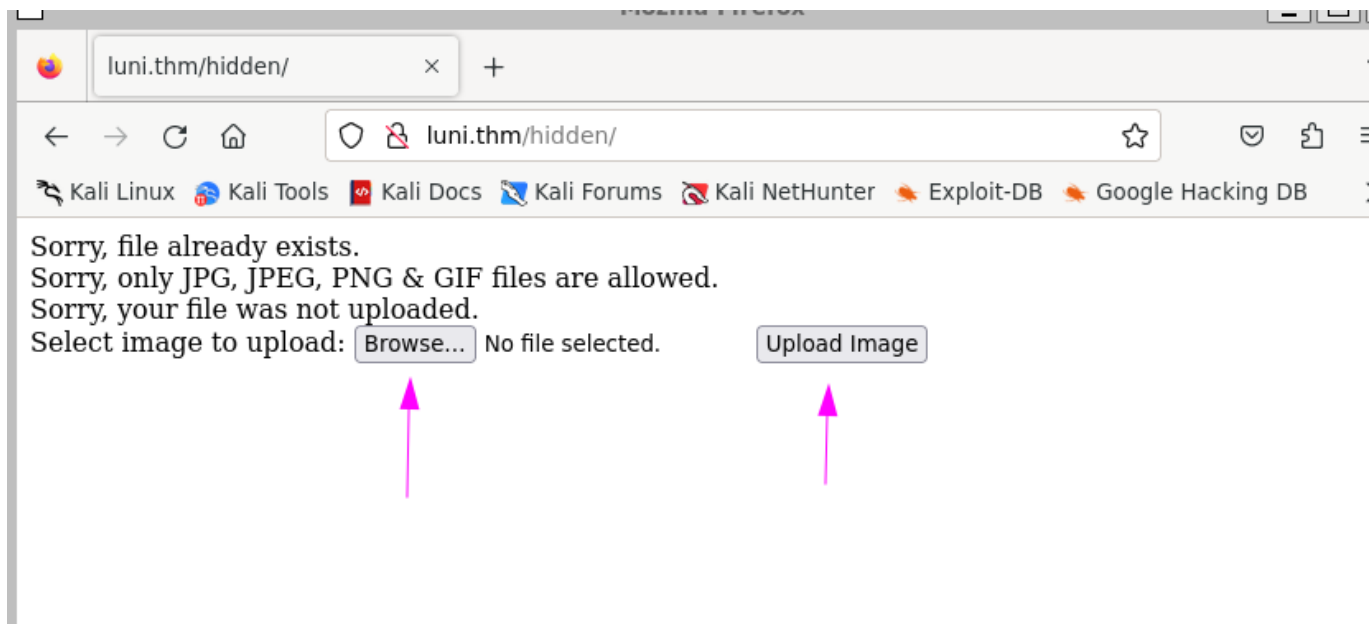 Mozilla Firefox
luni.thm/hidden/
luni.thm/hidden/
Kali Linux Kali Tools Kali Docs Kali Forums Kali NetHunter Exploit-DB Google Hacking DB
Sorry, file already exists.
Sorry, only JPG, JPEG, PNG & GIF files are allowed.
Sorry, your file was not uploaded.
Select image to upload: Browse... No file selected. Upload Image